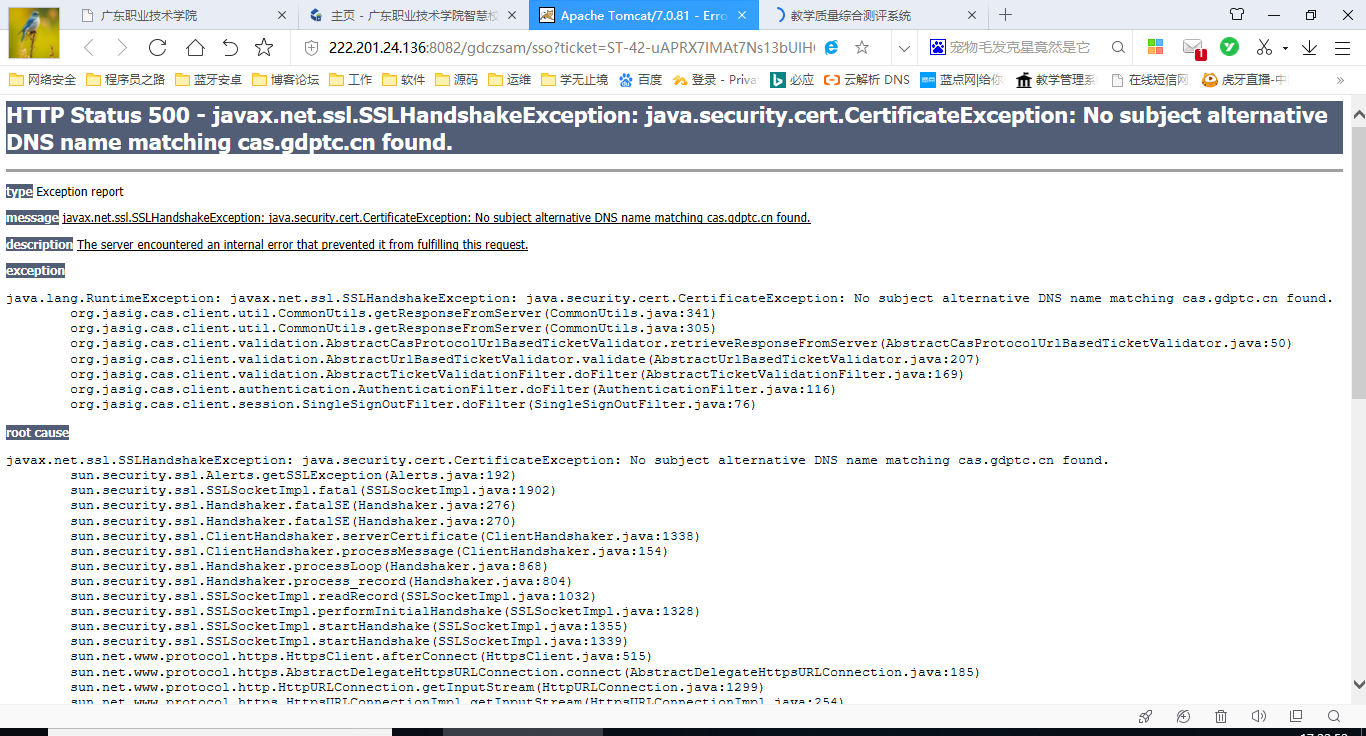 广东职业技术学院
主页 - 广东职业技术学院智慧校
Apache Tomcat/7.0.81 - Erro
教学质量综合测评系统
222.201.24.136:8082/gdczsam/sso?ticket=ST-42-uAPRX7IMAt7Ns13bUIH
宠物毛发克星竟然是它
1
网络安全
程序员之路
蓝牙安卓
博客论坛
工作
软件
源码
运维
学无止境
百度
登录 - Priva
必应
云解析 DNS
蓝点网|给你
教学管理系
在线短信网
虎牙直播-中
HTTP Status 500 - javax.net.ssl.SSLHandshakeException: java.security.cert.CertificateException: No subject alternative
DNS name matching cas.gdptc.cn found.
type Exception report
message javax.net.ssl.SSLHandshakeException: java.security.cert.CertificateException: No subject alternative DNS name matching cas.gdptc.cn found.
description The server encountered an internal error that prevented it from fulfilling this request.
exception
java.lang.RuntimeException: javax.net.ssl.SSLHandshakeException: java.security.cert.CertificateException: No subject alternative DNS name matching cas.gdptc.cn found.
org.jasig.cas.client.util.CommonUtils.getResponseFromServer(CommonUtils.java:341)
org.jasig.cas.client.util.CommonUtils.getResponseFromServer(CommonUtils.java:305)
org.jasig.cas.client.validation.AbstractCasProtocolUrlBasedTicketValidator.retrieveResponseFromServer(AbstractCasProtocolUrlBasedTicketValidator.java:50)
org.jasig.cas.client.validation.AbstractUrlBasedTicketValidator.validate(AbstractUrlBasedTicketValidator.java:207)
org.jasig.cas.client.validation.AbstractTicketValidationFilter.doFilter(AbstractTicketValidationFilter.java:169)
org.jasig.cas.client.authentication.AuthenticationFilter.doFilter(AuthenticationFilter.java:116)
org.jasig.cas.client.session.SingleSignOutFilter.doFilter(SingleSignOutFilter.java:76)
root cause
javax.net.ssl.SSLHandshakeException: java.security.cert.CertificateException: No subject alternative DNS name matching cas.gdptc.cn found.
sun.security.ssl.Alerts.getSSLException(Alerts.java:192)
sun.security.ssl.SSLSocketImpl.fatal(SSLSocketImpl.java:1902)
sun.security.ssl.Handshaker.fatalSE(Handshaker.java:276)
sun.security.ssl.Handshaker.fatalSE(Handshaker.java:270)
sun.security.ssl.ClientHandshaker.serverCertificate(ClientHandshaker.java:1338)
sun.security.ssl.ClientHandshaker.processMessage(ClientHandshaker.java:154)
sun.security.ssl.Handshaker.processLoop(Handshaker.java:868)
sun.security.ssl.Handshaker.process_record(Handshaker.java:804)
sun.security.ssl.SSLSocketImpl.readRecord(SSLSocketImpl.java:1032)
sun.security.ssl.SSLSocketImpl.performInitialHandshake(SSLSocketImpl.java:1328)
sun.security.ssl.SSLSocketImpl.startHandshake(SSLSocketImpl.java:1355)
sun.security.ssl.SSLSocketImpl.startHandshake(SSLSocketImpl.java:1339)
sun.net.www.protocol.https.HttpsClient.afterConnect(HttpsClient.java:515)
sun.net.www.protocol.https.AbstractDelegateHttpsURLConnection.connect(AbstractDelegateHttpsURLConnection.java:185)
sun.net.www.protocol.http.HttpURLConnection.getInputStream(HttpURLConnection.java:1299)
sun.net.www.protocol.https.HttpsURLConnectionImpl.getInputStream(HttpsURLConnectionImpl.java:254)